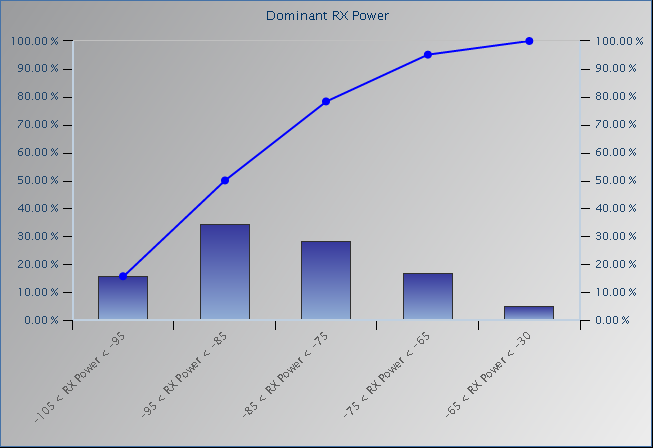 Dominant RX Power
100.00 % 100.00 %
90.00 % 90.00 %
80.00 % 80.00 %
70.00 % 70.00 %
60.00 % 60.00 %
50.00 % 50.00 %
40.00 % 40.00 %
30.00 % 30.00 %
20.00 % 20.00 %
10.00 % 10.00 %
0.00 % 0.00 %
-105 < RX Power < -95
-95 < RX Power < -85
-85 < RX Power < -75
-75 < RX Power < -65
-65 < RX Power < -30